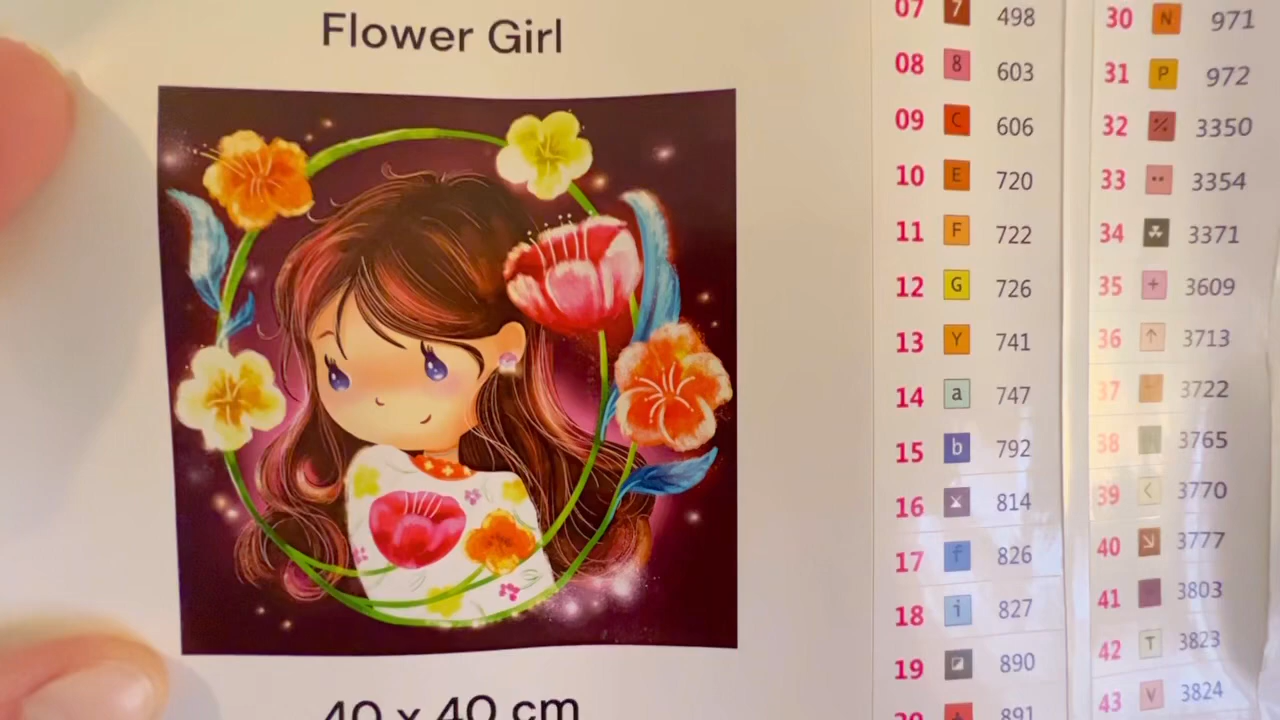 Flower Girl
40 x 40 cm
07 7 498
08 8 603
09 C 606
10 E 720
11 F 722
12 G 726
13 Y 741
14 a 747
15 b 792
16 814
17 f 826
18 i 827
19 890
20 + 891
30 N 971
31 P 972
32 % 3350
33 3354
34 3371
35 + 3609
36 ↑ 3713
37 3722
38 3765
39 < 3770
40 ↘ 3777
41 3803
42 T 3823
43 V 3824